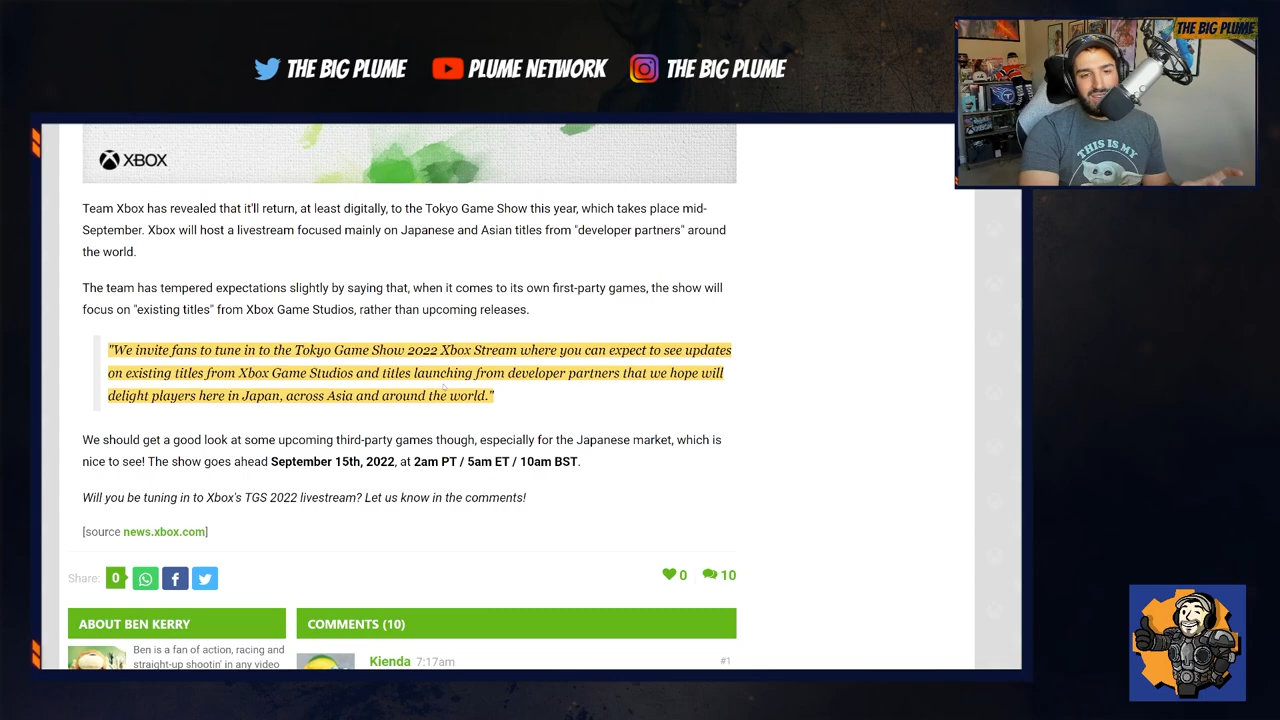 THE BIG PLUME
THE BIG PLUME
PLUME NETWORK
THE BIG PLUME
THIS IS MY
XBOX
Team Xbox has revealed that it'll return, at least digitally, to the Tokyo Game Show this year, which takes place mid-
September. Xbox will host a livestream focused mainly on Japanese and Asian titles from "developer partners" around
the world.
The team has tempered expectations slightly by saying that, when it comes to its own first-party games, the show will
focus on "existing titles" from Xbox Game Studios, rather than upcoming releases.
"We invite fans to tune in to the Tokyo Game Show 2022 Xbox Stream where you can expect to see updates
on existing titles from Xbox Game Studios and titles launching from developer partners that we hope will
delight players here in Japan, across Asia and around the world."
We should get a good look at some upcoming third-party games though, especially for the Japanese market, which is
nice to see! The show goes ahead September 15th, 2022, at 2am PT / 5am ET / 10am BST.
Will you be tuning in to Xbox's TGS 2022 livestream? Let us know in the comments!
[source news.xbox.com]
Share: 0
0 10
ABOUT BEN KERRY
COMMENTS (10)
Ben is a fan of action, racing and
straight-up shootin' in any video
Kienda 7:17am #1